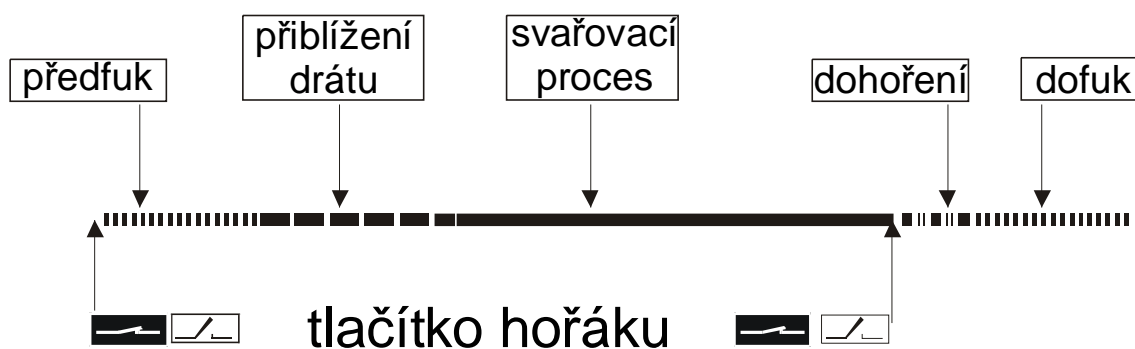 předfuk
přiblížení
drátu
svařovací
proces
dohoření
dofuk
tlačítko hořáku